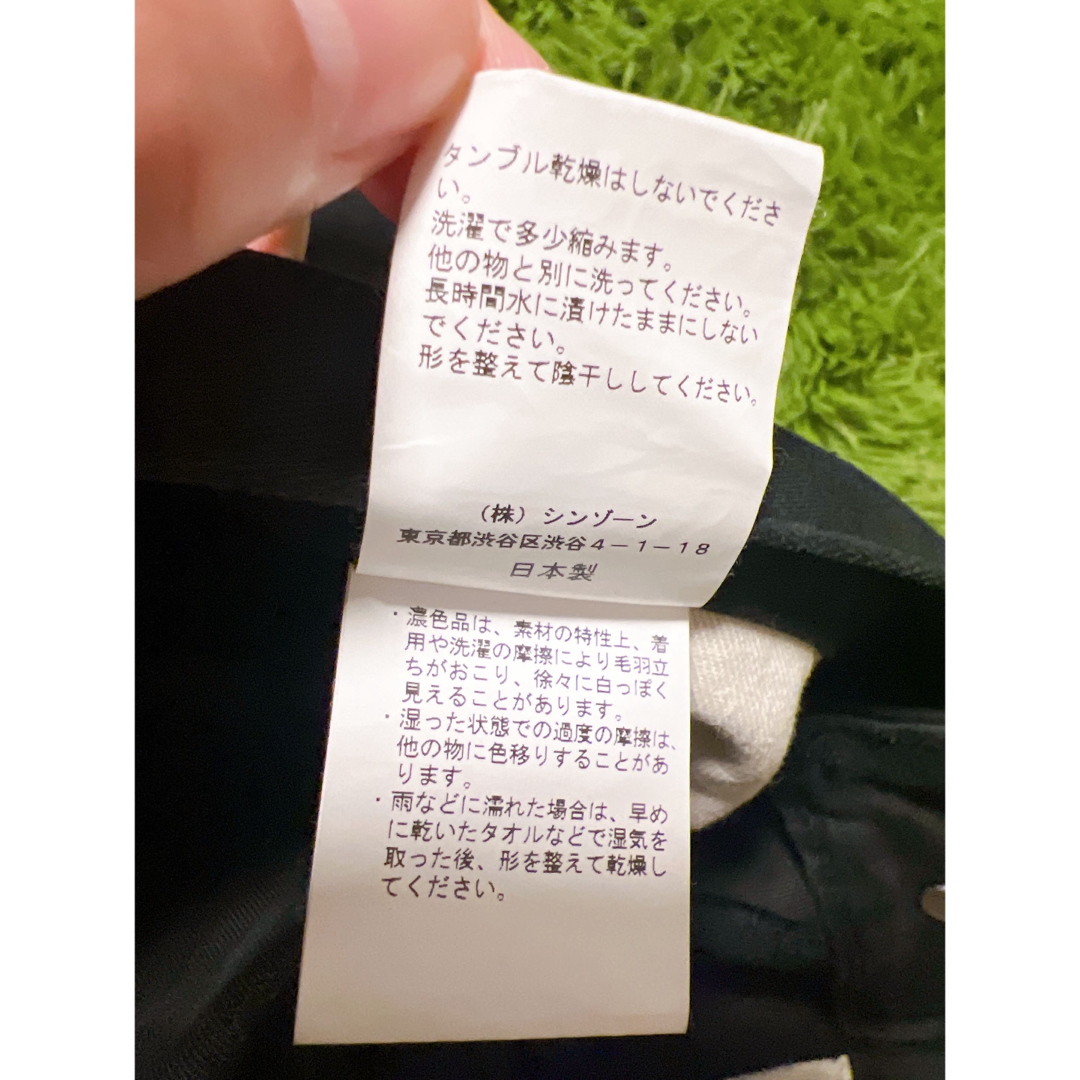 タンブル乾燥はしないでくださ
い。
洗濯で多少縮みます。
他の物と別に洗ってください。
長時間水に漬けたままにしない
でください。
形を整えて陰干ししてください。
（株）シンゾーン
東京都渋谷区渋谷４－１－１８
日本製
・濃色品は、素材の特性上、着
用や洗濯の摩擦により毛羽立
ちがおこり、徐々に白っぽく
見えることがあります。
・湿った状態での過度の摩擦は、
他の物に色移りすることがあ
ります。
・雨などに濡れた場合は、早め
に乾いたタオルなどで湿気を
取った後、形を整えて乾燥し
てください。